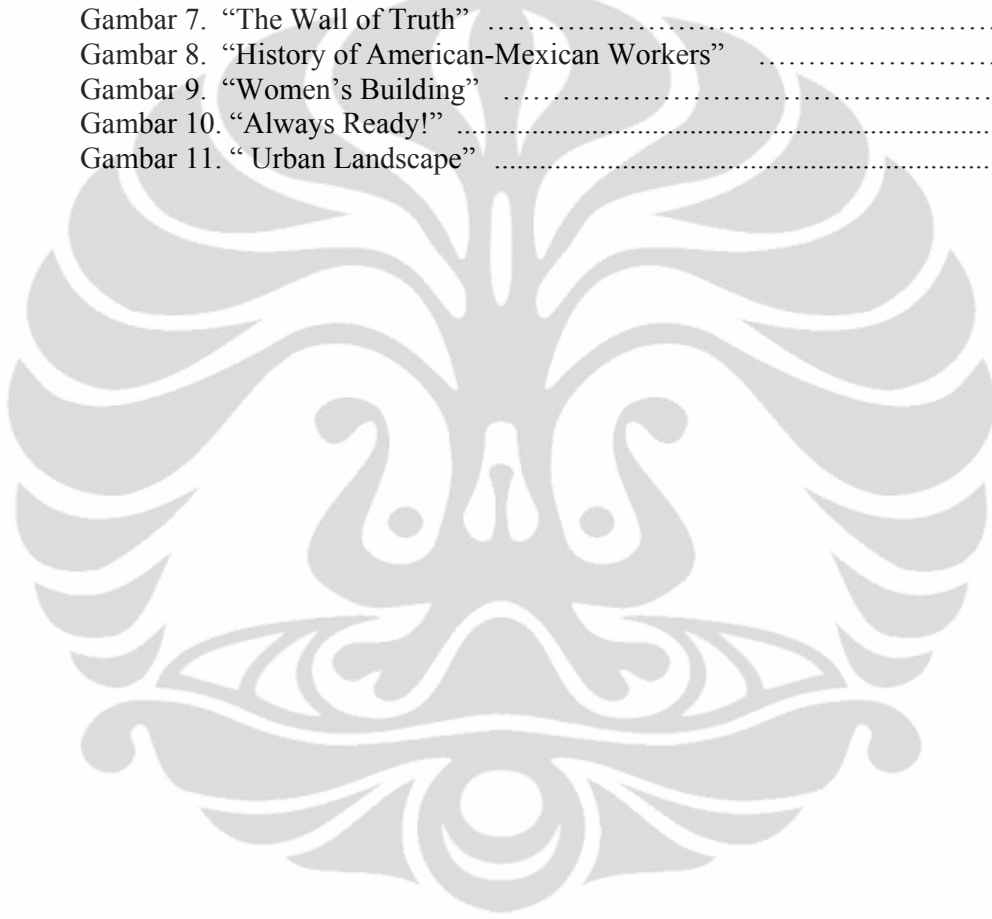 Gambar 7. “The Wall of Truth” ……………………………………………………
Gambar 8. “History of American-Mexican Workers” ……………………
Gambar 9. “Women’s Building” …………………………………………………
Gambar 10. “Always Ready!” ........................................................................
Gambar 11. “ Urban Landscape” ...................................................................